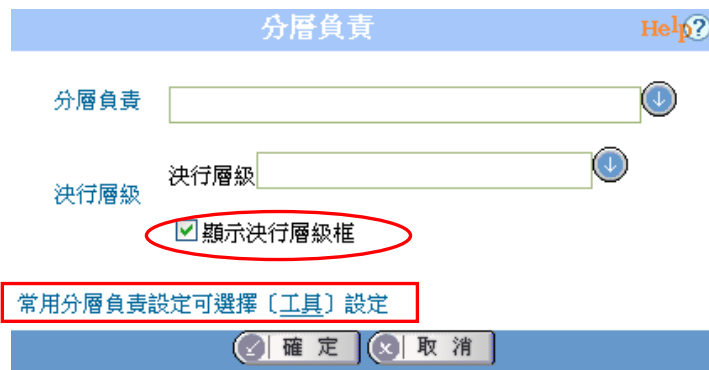 分層負責 Help?
分層負責
決行層級
決行層級
顯示決行層級框
常用分層負責設定可選擇〔工具〕設定
確 定 取 消